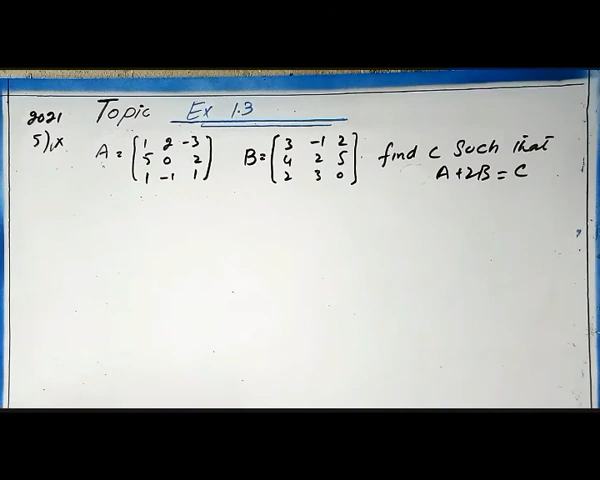 2021 Topic Ex 1.3
5),x A = [1 2 -3 B = [3 -1 2 find C Such that
5 0 2 4 2 5 A+2B = C
1 -1 1] 2 3 0]